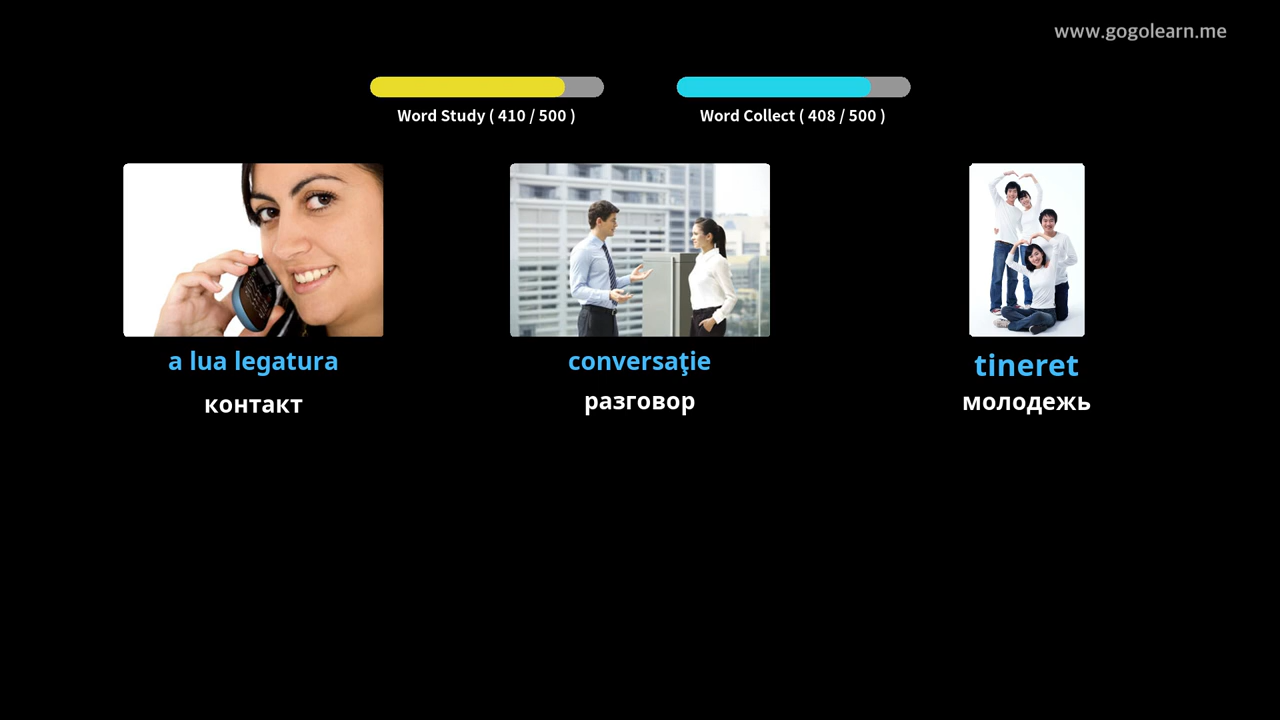 www.gogolearn.me
Word Study ( 410 / 500 )
Word Collect ( 408 / 500 )
a lua legatura
conversaţie
tineret
контакт
разговор
молодежь